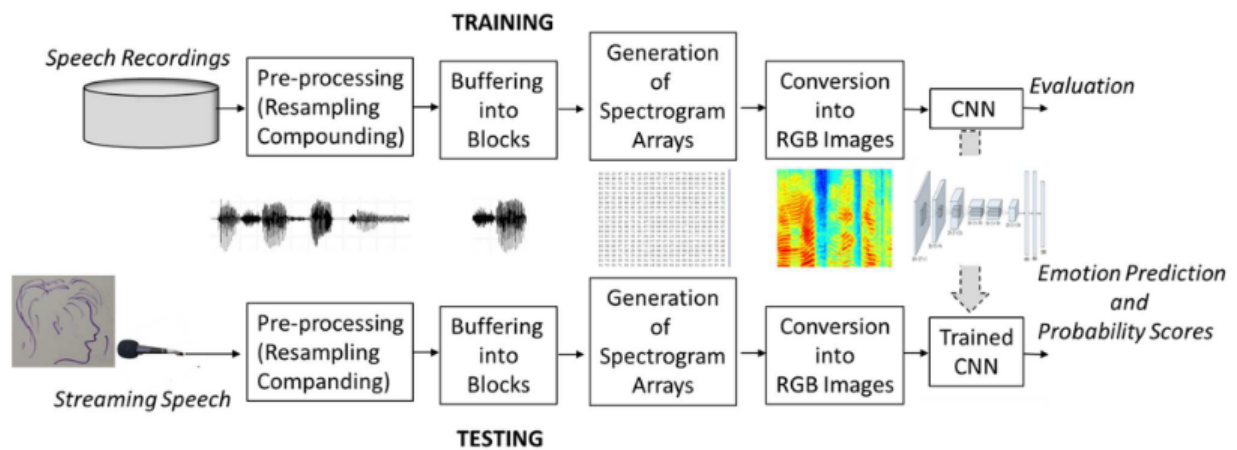 TRAINING
Speech Recordings
Pre-processing
(Resampling
Compounding)
Buffering
into
Blocks
Generation
of
Spectrogram
Arrays
Conversion
into
RGB Images
CNN
Evaluation
Streaming Speech
Pre-processing
(Resampling
Companding)
Buffering
into
Blocks
Generation
of
Spectrogram
Arrays
Conversion
into
RGB Images
Trained
CNN
Emotion Prediction
and
Probability Scores
TESTING